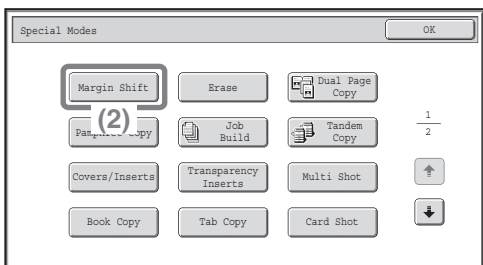 Special Modes
OK
Margin Shift
Erase
Dual Page
Copy
(2)
Copy
Job
Build
Tandem
Copy
1
2
Covers/Inserts
Transparency
Inserts
Multi Shot
Book Copy
Tab Copy
Card Shot